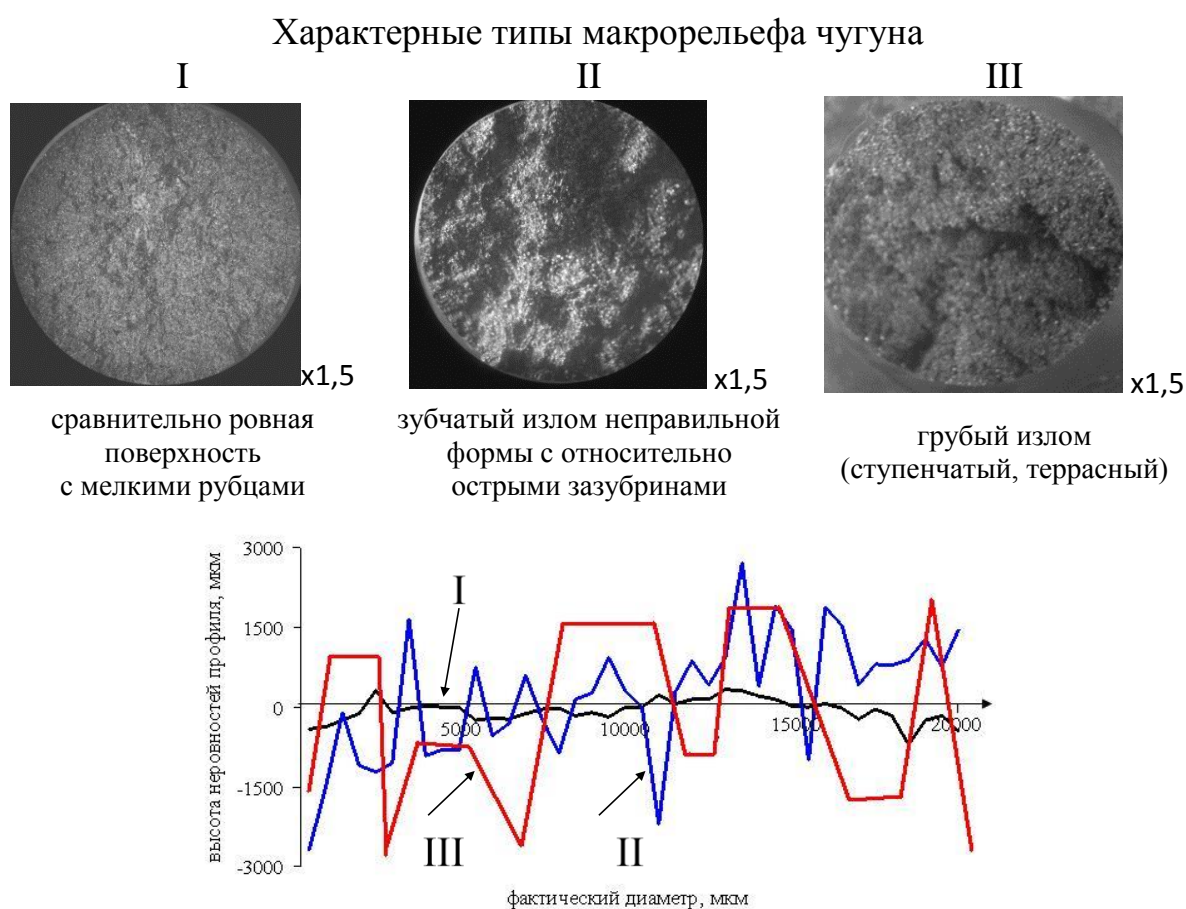 Характерные типы макрорельефа чугуна
I
II
III
x1,5
x1,5
x1,5
сравнительно ровная
поверхность
с мелкими рубцами
зубчатый излом неправильной
формы с относительно
острыми зазубринами
грубый излом
(ступенчатый, террасный)
высота неровностей профиля, мкм
3000
1500
0
-1500
-3000
5000
10000
15000
20000
I
III
II
фактический диаметр, мкм